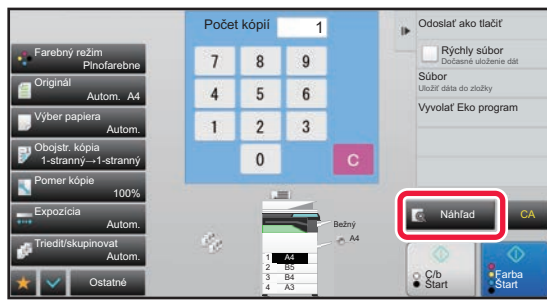 Počet kópií 1
Farebný režim
Plnofarebne
Originál
Autom. A4
Výber papiera
Autom.
Obojstr. kópia
1-stranný→1-stranný
Pomer kópie
100%
Expozícia
Autom.
Triediť/skupinovat
Autom.
Ostatné
7 8 9
4 5 6
1 2 3
0 C
Bežný
A4
1 A4
2 B5
3 B4
4 A3
Odoslať ako tlačiť
Rýchly súbor
Dočasné uloženie dát
Súbor
Uložiť dáta do zložky
Vyvolať Eko program
Náhľad
CA
Č/b
Štart
Farba
Štart